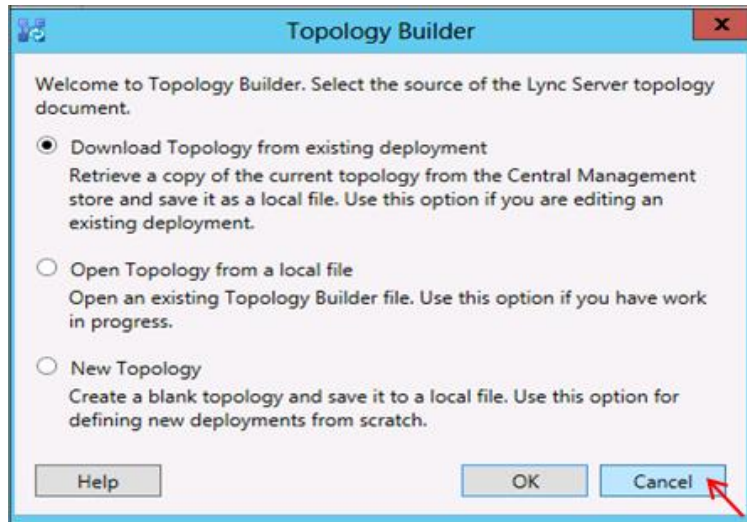 Topology Builder
x
Welcome to Topology Builder. Select the source of the Lync Server topology
document.
Download Topology from existing deployment
Retrieve a copy of the current topology from the Central Management
store and save it as a local file. Use this option if you are editing an
existing deployment.
Open Topology from a local file
Open an existing Topology Builder file. Use this option if you have work
in progress.
New Topology
Create a blank topology and save it to a local file. Use this option for
defining new deployments from scratch.
Help
OK
Cancel